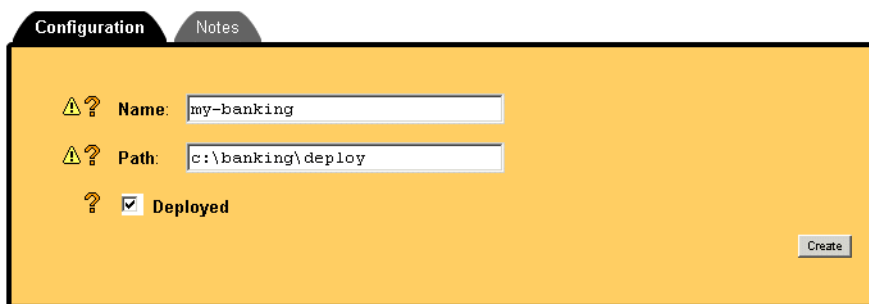 Configuration Notes
Name: my-banking
Path: c:\banking\deploy
Deployed
Create